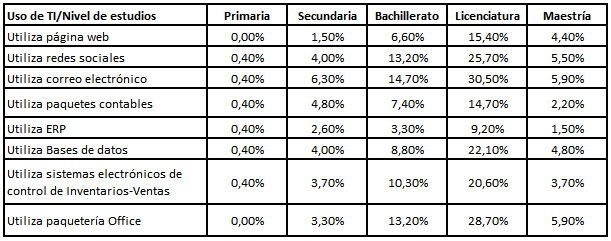 Uso de TI/Nivel de estudios Primaria Secundaria Bachillerato Licenciatura Maestría
Utiliza página web 0,00% 1,50% 6,60% 15,40% 4,40%
Utiliza redes sociales 0,40% 4,00% 13,20% 25,70% 5,50%
Utiliza correo electrónico 0,40% 6,30% 14,70% 30,50% 5,90%
Utiliza paquetes contables 0,40% 4,80% 7,40% 14,70% 2,20%
Utiliza ERP 0,40% 2,60% 3,30% 9,20% 1,50%
Utiliza Bases de datos 0,40% 4,00% 8,80% 22,10% 4,80%
Utiliza sistemas electrónicos de
control de Inventarios-Ventas 0,40% 3,70% 10,30% 20,60% 3,70%
Utiliza paquetería Office 0,00% 3,30% 13,20% 28,70% 5,90%